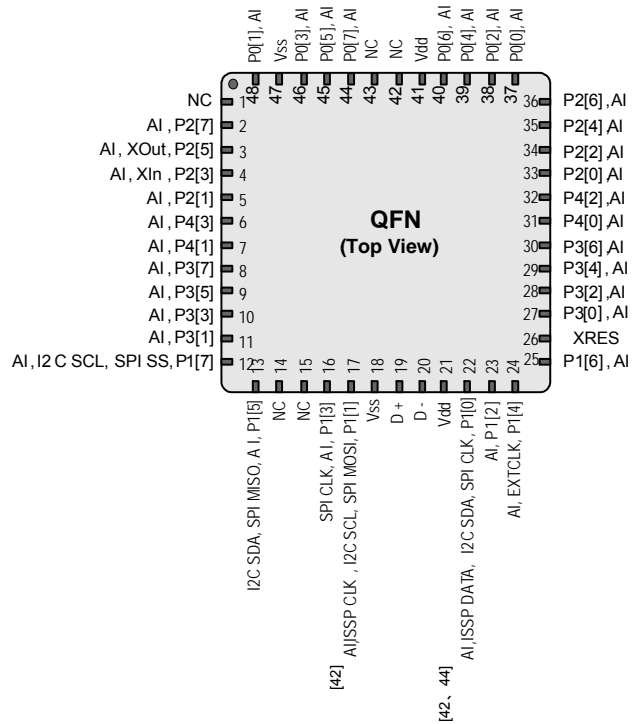 P0[1], AI
Vss
P0[3], AI
P0[5], AI
P0[7], AI
NC
NC
Vdd
P0[6], AI
P0[4], AI
P0[2], AI
P0[0], AI
48
47
46
45
44
43
42
41
40
39
38
37
NC 1
AI , P2[7] 2
AI , XOut, P2[5] 3
AI , XIn , P2[3] 4
AI , P2[1] 5
AI , P4[3] 6
AI , P4[1] 7
AI , P3[7] 8
AI , P3[5] 9
AI , P3[3] 10
AI , P3[1] 11
AI , I2 C SCL, SPI SS, P1[7] 12
QFN
(Top View)
36 P2[6] ,AI
35 P2[4] ,AI
34 P2[2] ,AI
33 P2[0] ,AI
32 P4[2] ,AI
31 P4[0] ,AI
30 P3[6] ,AI
29 P3[4] ,AI
28 P3[2] ,AI
27 P3[0] ,AI
26 XRES
25 P1[6] ,AI
13
14
15
16
17
18
19
20
21
22
23
24
I2C SDA, SPI MISO, A I, P1[5]
NC
NC
SPI CLK, A I, P1[3]
[42] AI,ISSP CLK , I2C SCL, SPI MOSI, P1[1]
Vss
D +
D -
Vdd
[42、44] AI,ISSP DATA, I2C SDA, SPI CLK, P1[0]
AI, P1[2]
AI, EXTCLK, P1[4]